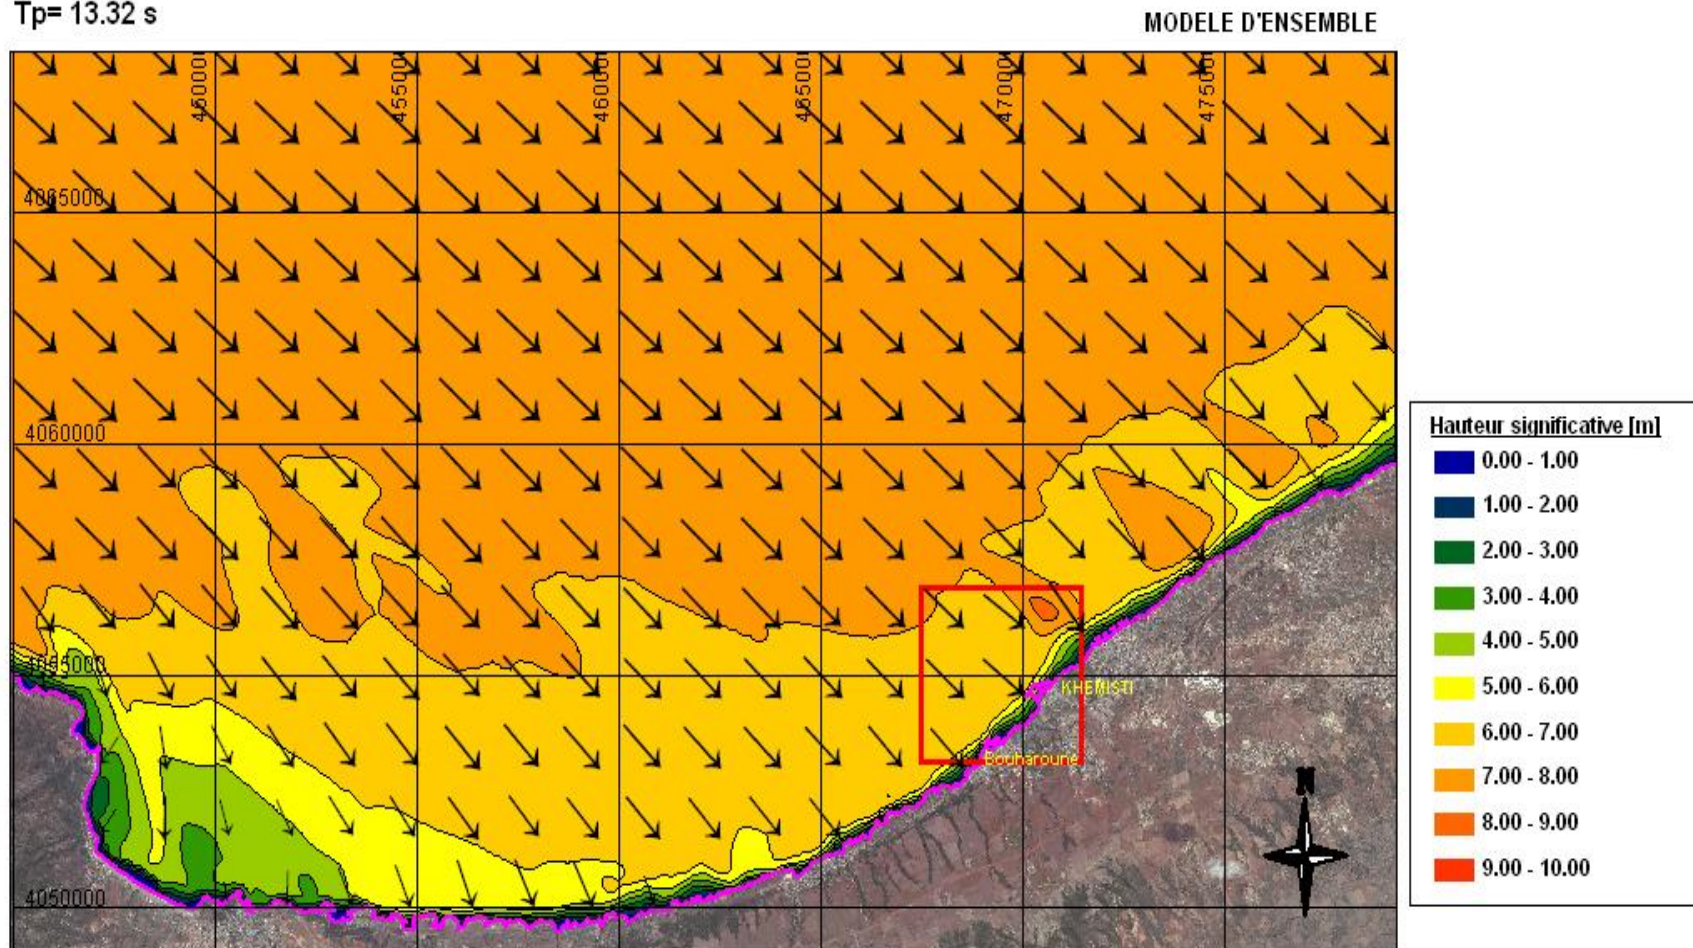 Tp= 13.32 s
MODELE D'ENSEMBLE
450000
455000
460000
465000
470000
475000
4065000
4060000
4055000
4050000
KHEMISTI
Bouharoune
N
Hauteur significative [m]
0.00 - 1.00
1.00 - 2.00
2.00 - 3.00
3.00 - 4.00
4.00 - 5.00
5.00 - 6.00
6.00 - 7.00
7.00 - 8.00
8.00 - 9.00
9.00 - 10.00